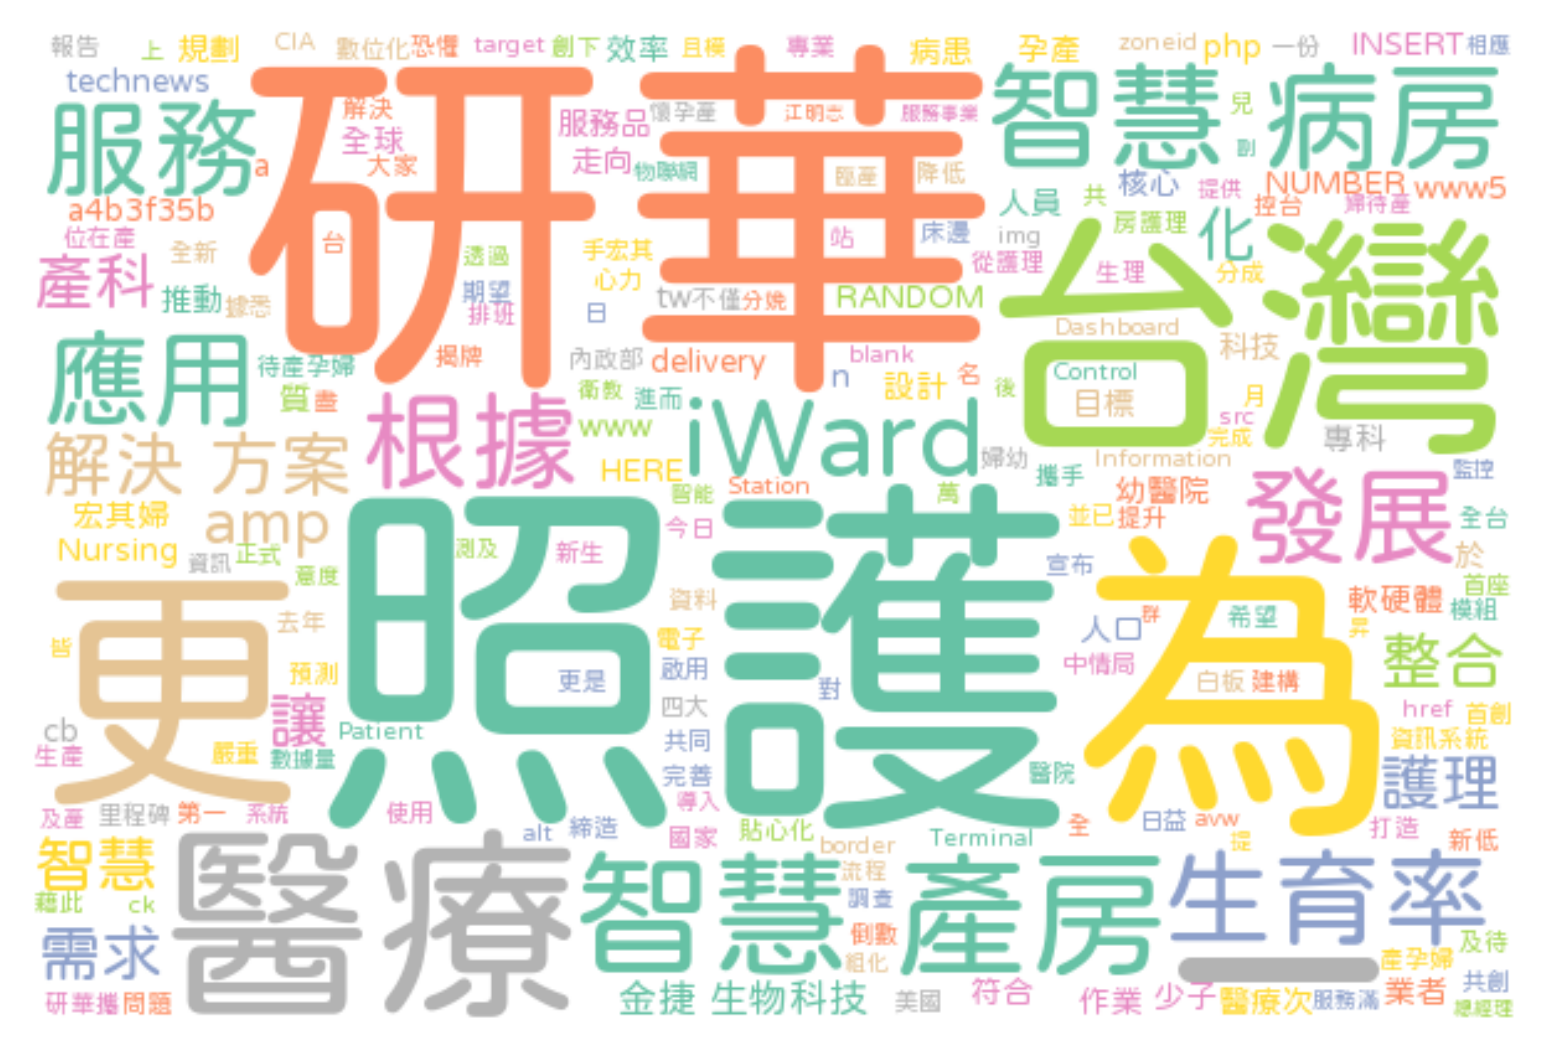 報告 上 規劃 CIA 數位化 恐懼 target 創下 效率 且模 專業 病患 孕產 zoneid php 一份 INSERT 相應
technews 解決 研華 服務品 懷孕產 江明志 服務事業 智慧 病房 兒
服務 a 全球 大家 走向 物聯網 臨產 降低 副
a4b3f35b 人員 共 核心 提供 NUMBER www5
位在產 全新 台 透過 手宏其 站 床邊 img 房護理 化 控台 婦待產
產科 推動 據悉 期望 心力 從護理 生理 分成 台灣
排班 日 tw 不僅 分娩 RANDOM Dashboard 科技
應用 待產孕婦 揭牌 內政部 delivery blank Control
質 畫 衛教 進而 n 設計 名 後 目標 月 src
解決 方案 根據 www iWard 完成 專科
HERE 婦幼 Information 監控
宏其婦 amp 智能 Station 萬 攜手 幼醫院 發展
Nursing 資訊 正式 測及 新生 今日 並已 提升 全台
意度 照護 宣布 為 於
更 去年 資料 首座
皆 預測 電子 人口 群 希望 軟硬體 模組
讓 更是 啟用 對 中情局 白板 建構 昇 整合
cb Patient 四大 href 首創
生產 嚴重 數據量 共同 資訊系統
完善 醫院 護理
及產 里程碑 第一 系統 使用 導入 日益 avw
alt 締造 國家 貼心化 border Terminal 全 提 打造 新低
智慧 醫療 智慧 流程 產房 生育率
藉此 ck 調查
需求 倒數 及待
組化 一 產孕婦
研華攜 問題 金捷 生物科技 美國 符合 作業 少子 醫療次 服務滿 業者 共創
總經理